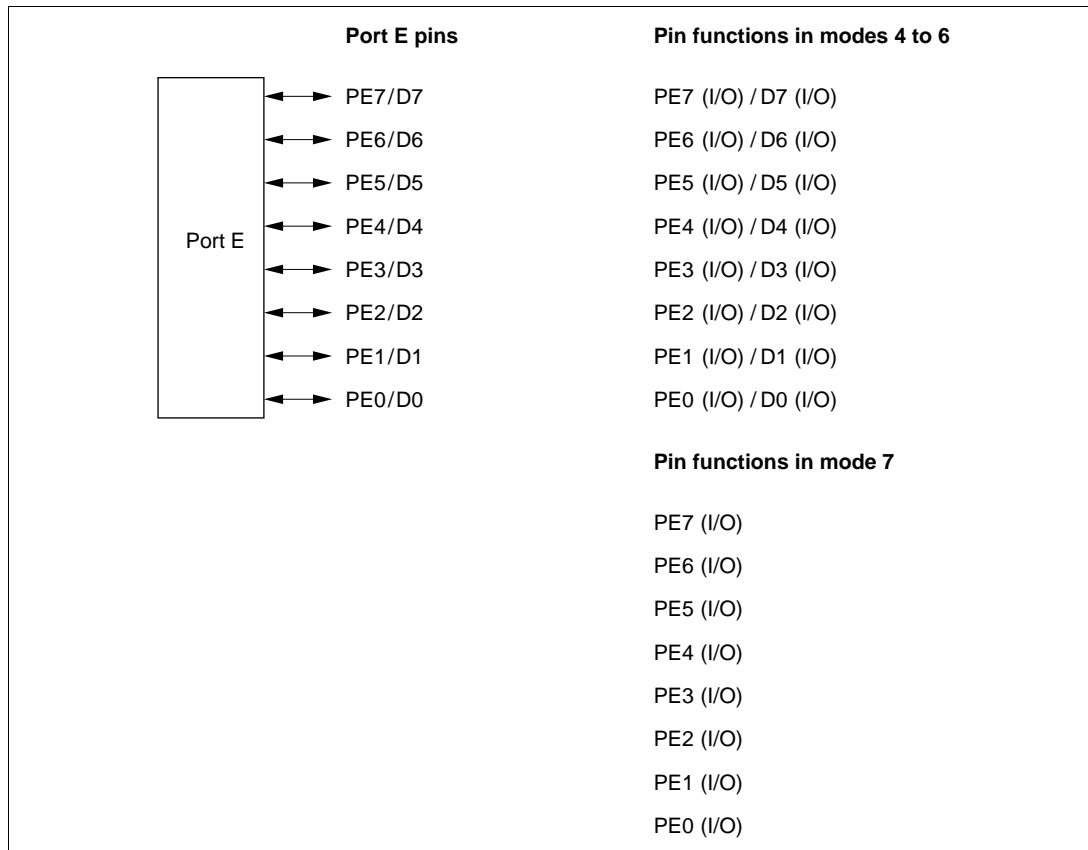 Port E pins Pin functions in modes 4 to 6
PE7/D7 PE7 (I/O) / D7 (I/O)
PE6/D6 PE6 (I/O) / D6 (I/O)
PE5/D5 PE5 (I/O) / D5 (I/O)
Port E PE4/D4 PE4 (I/O) / D4 (I/O)
PE3/D3 PE3 (I/O) / D3 (I/O)
PE2/D2 PE2 (I/O) / D2 (I/O)
PE1/D1 PE1 (I/O) / D1 (I/O)
PE0/D0 PE0 (I/O) / D0 (I/O)
Pin functions in mode 7
PE7 (I/O)
PE6 (I/O)
PE5 (I/O)
PE4 (I/O)
PE3 (I/O)
PE2 (I/O)
PE1 (I/O)
PE0 (I/O)